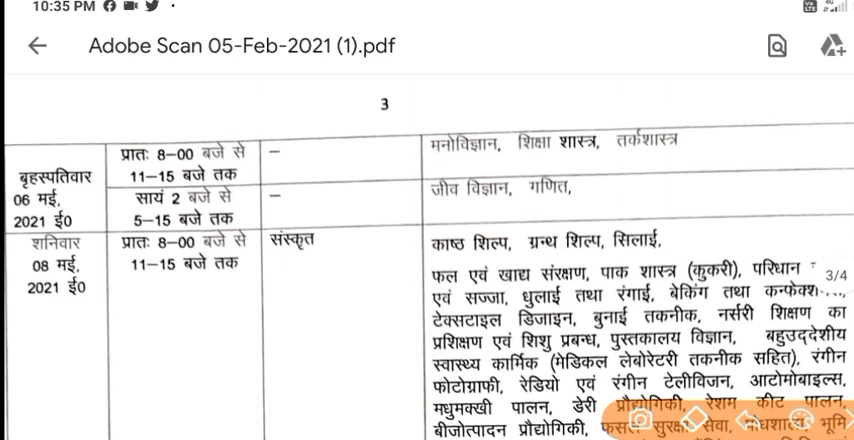 10:35 PM
Adobe Scan 05-Feb-2021 (1).pdf
3
बृहस्पतिवार
06 मई,
2021 ई0
प्रातः 8–00 बजे से
11–15 बजे तक
–
मनोविज्ञान, शिक्षा शास्त्र, तर्कशास्त्र
सायं 2 बजे से
5–15 बजे तक
–
जीव विज्ञान, गणित,
शनिवार
08 मई,
2021 ई0
प्रातः 8–00 बजे से
11–15 बजे तक
संस्कृत
काष्ठ शिल्प, ग्रन्थ शिल्प, सिलाई,
फल एवं खाद्य संरक्षण, पाक शास्त्र (कुकरी), परिधान
3/4
एवं सज्जा, धुलाई तथा रंगाई, बेकिंग तथा
टेक्सटाइल डिजाइन, बुनाई तकनीक, नर्सरी शिक्षण का
प्रशिक्षण एवं शिशु प्रबन्ध, पुस्तकालय विज्ञान, बहुउद्देशीय
स्वास्थ्य कार्मिक (मेडिकल लेबोरेटरी तकनीक सहित), रंगीन
फोटोग्राफी, रेडियो एवं रंगीन टेलीविजन, आटोमोबाइल्स,
मधुमक्खी पालन, डेरी प्रौद्योगिकी, रेशम कीट पालन,
बीजोत्पादन प्रौद्योगिकी, फसल सुरक्षा सेवा, भूमि